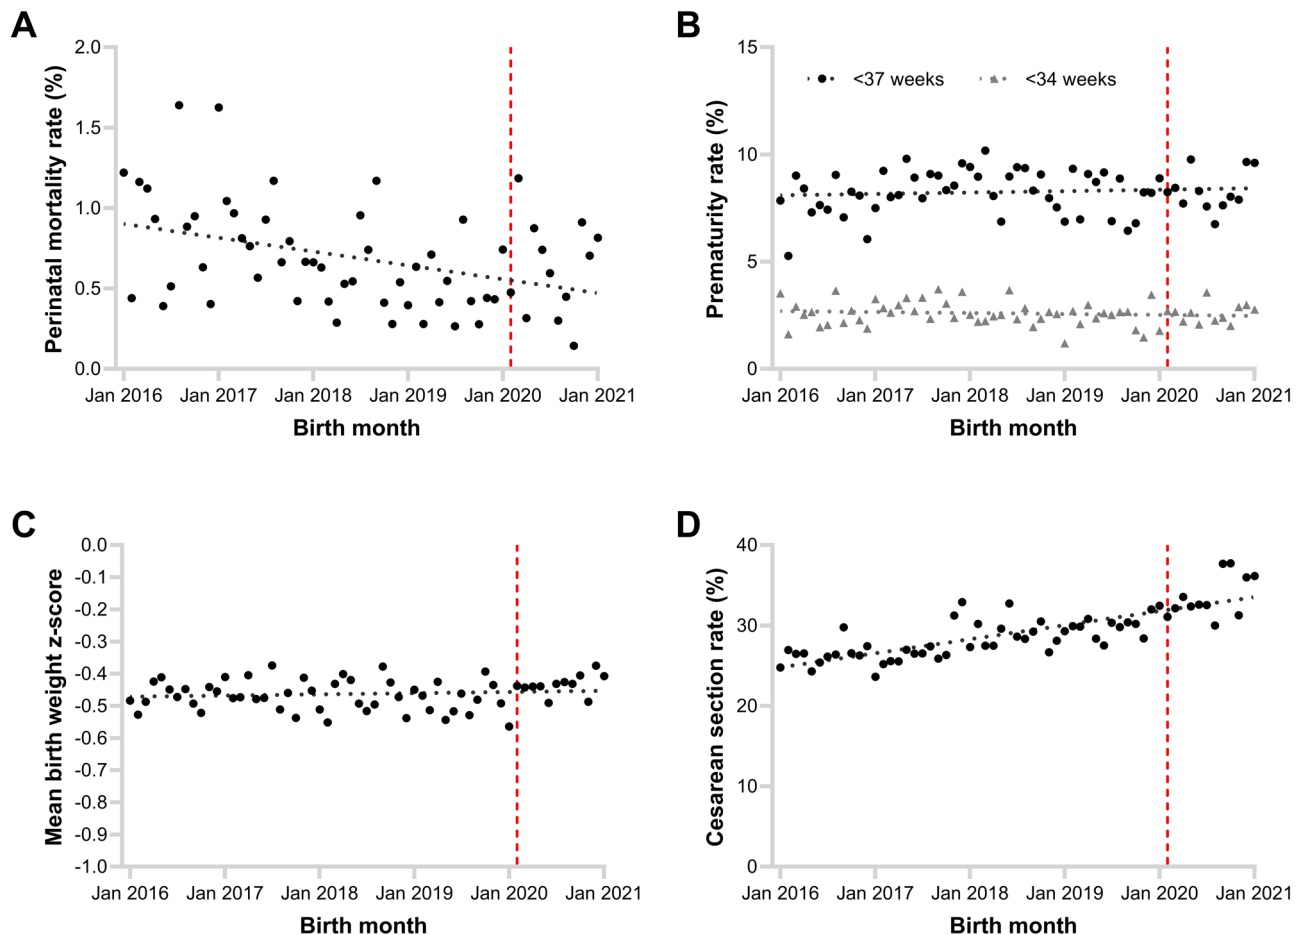 A
Perinatal mortality rate (%)
2.0
1.5
1.0
0.5
0.0
Jan 2016 Jan 2017 Jan 2018 Jan 2019 Jan 2020 Jan 2021
Birth month
B
Prematurity rate (%)
<37 weeks <34 weeks
15
10
5
0
Jan 2016 Jan 2017 Jan 2018 Jan 2019 Jan 2020 Jan 2021
Birth month
C
Mean birth weight z-score
0.0
-0.1
-0.2
-0.3
-0.4
-0.5
-0.6
-0.7
-0.8
-0.9
-1.0
Jan 2016 Jan 2017 Jan 2018 Jan 2019 Jan 2020 Jan 2021
Birth month
D
Cesarean section rate (%)
40
30
20
10
0
Jan 2016 Jan 2017 Jan 2018 Jan 2019 Jan 2020 Jan 2021
Birth month